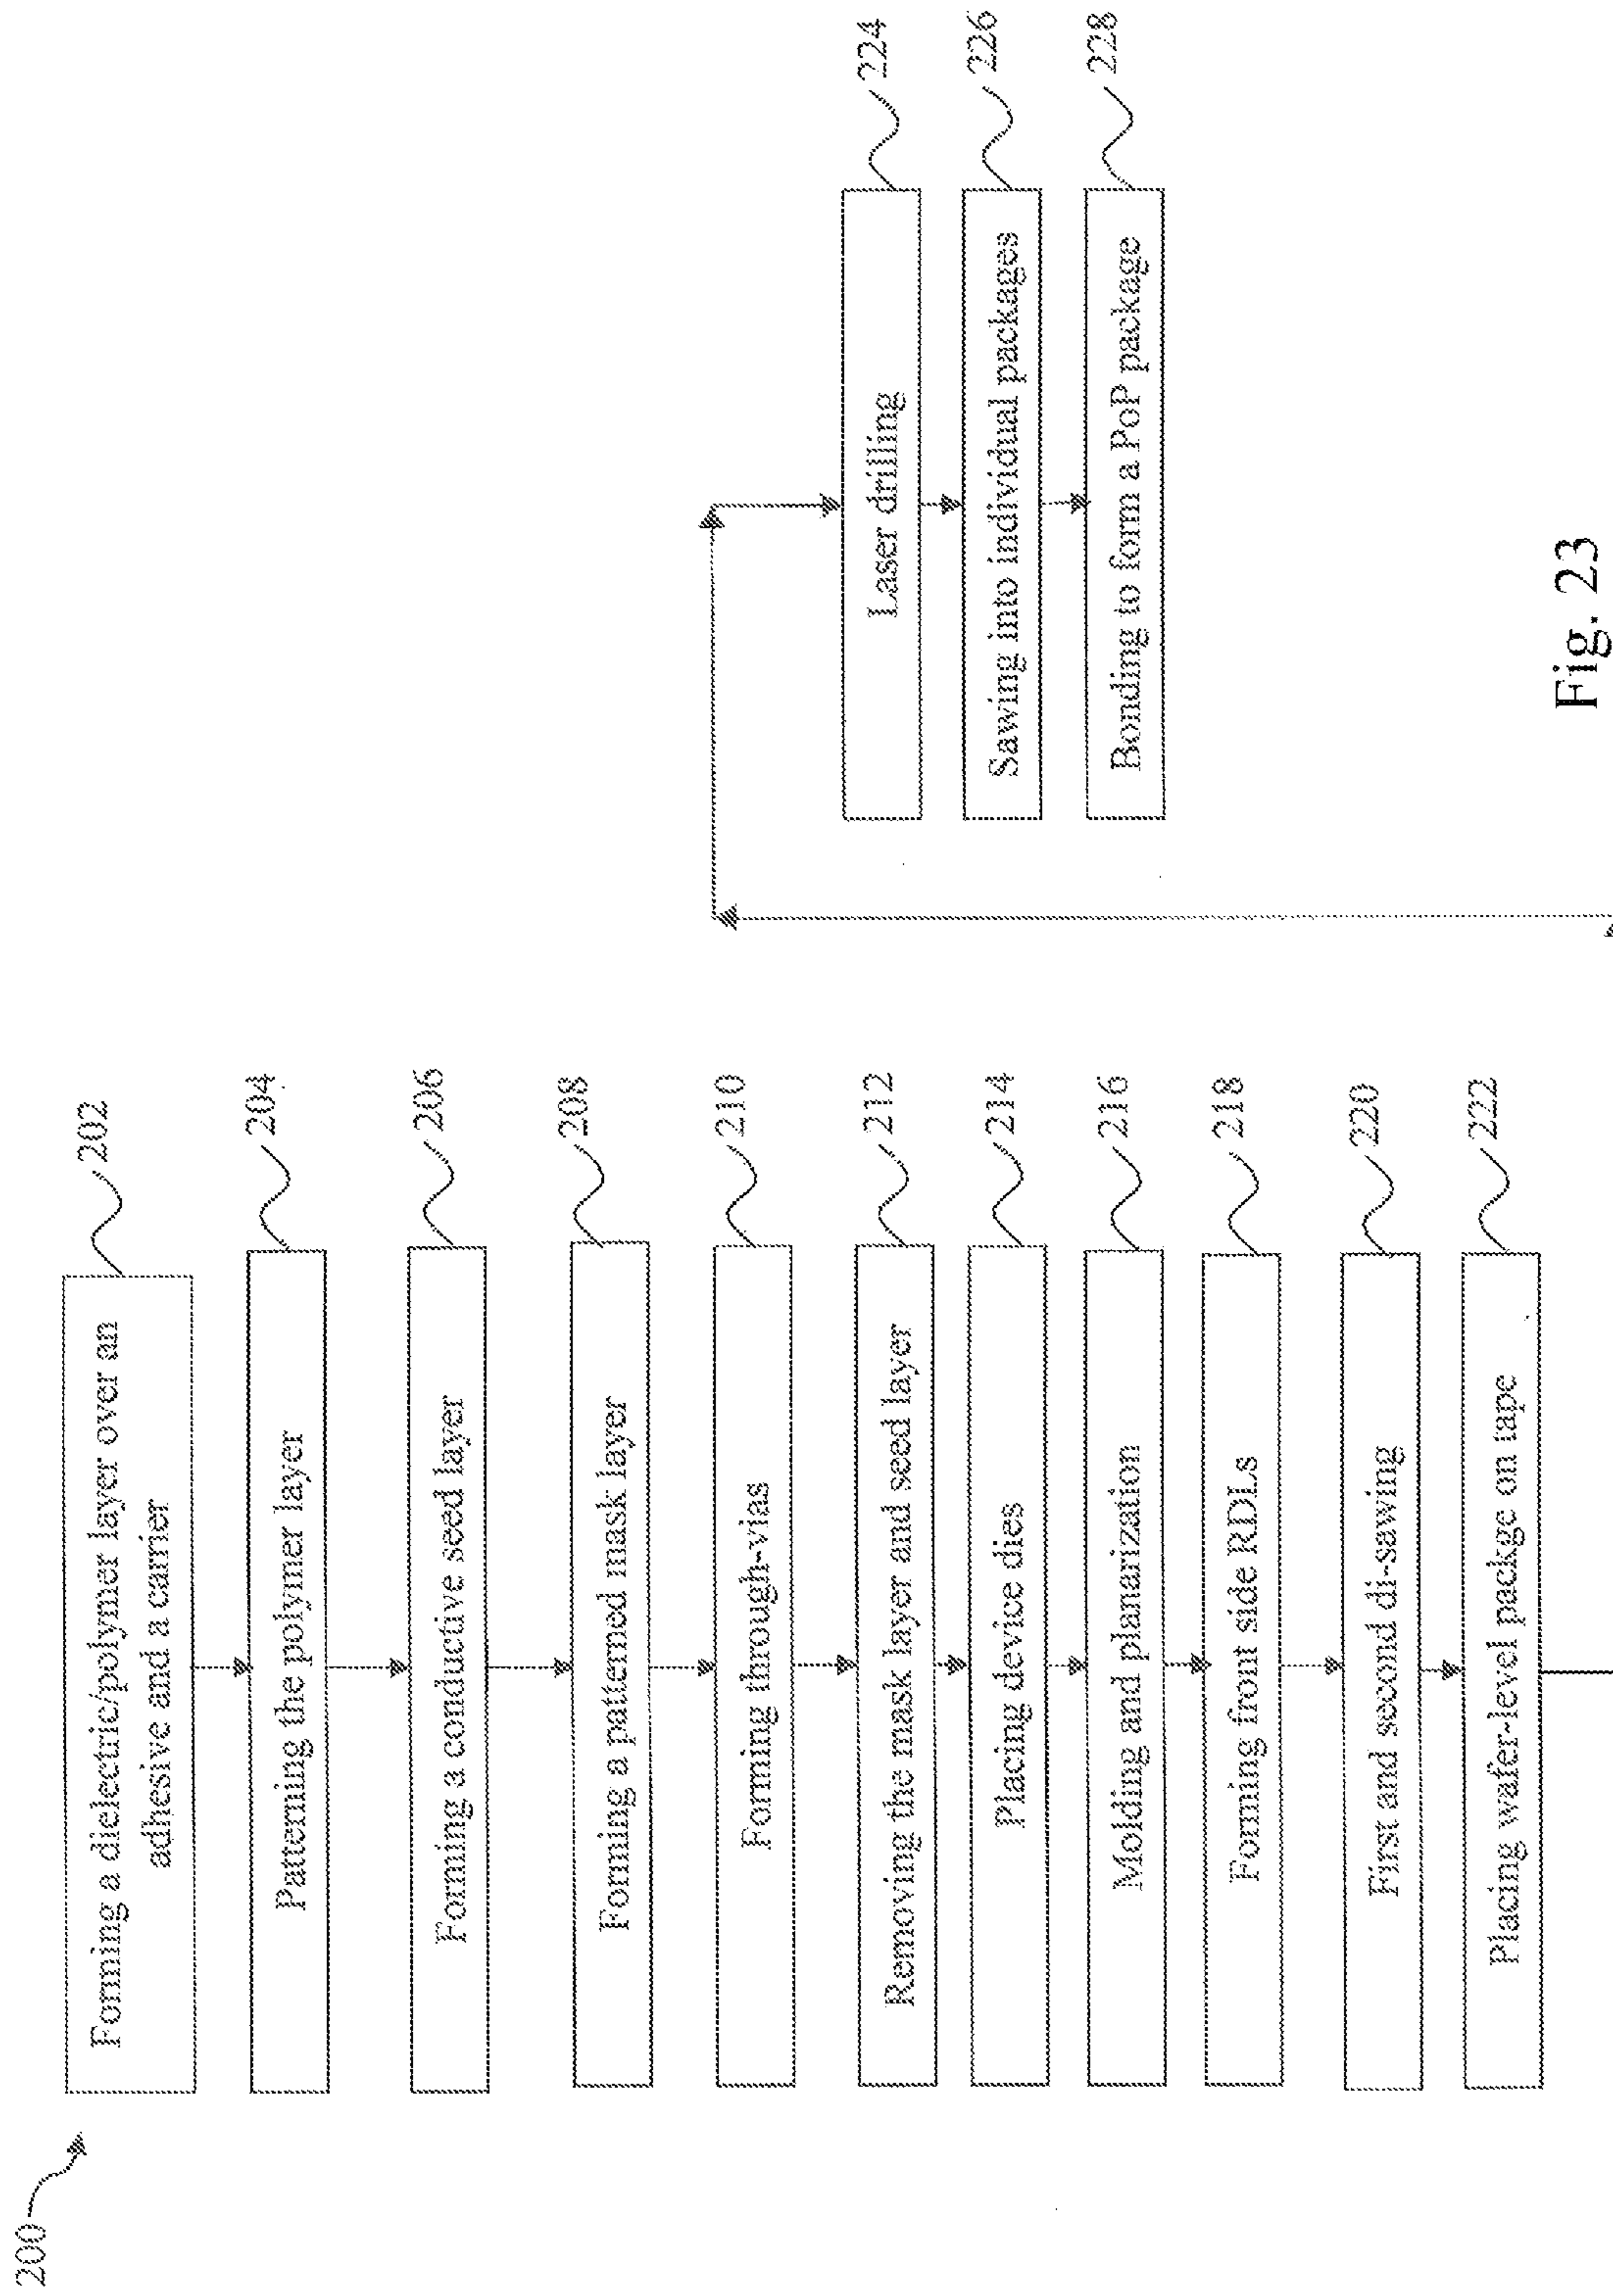 200
Forming a dielectric/polymer layer over an
adhesive and a carrier
202
Patterning the polymer layer
204
Forming a conductive seed layer
206
Forming a patterned mask layer
208
Forming through-vias
210
Removing the mask layer and seed layer
212
Placing device dies
214
Molding and planarization
216
Forming front side RDLs
218
First and second di-sawing
220
Placing wafer-level packge on tape
222
Laser drilling
224
Sawing into individual packages
226
Bonding to form a PoP package
228
Fig. 23